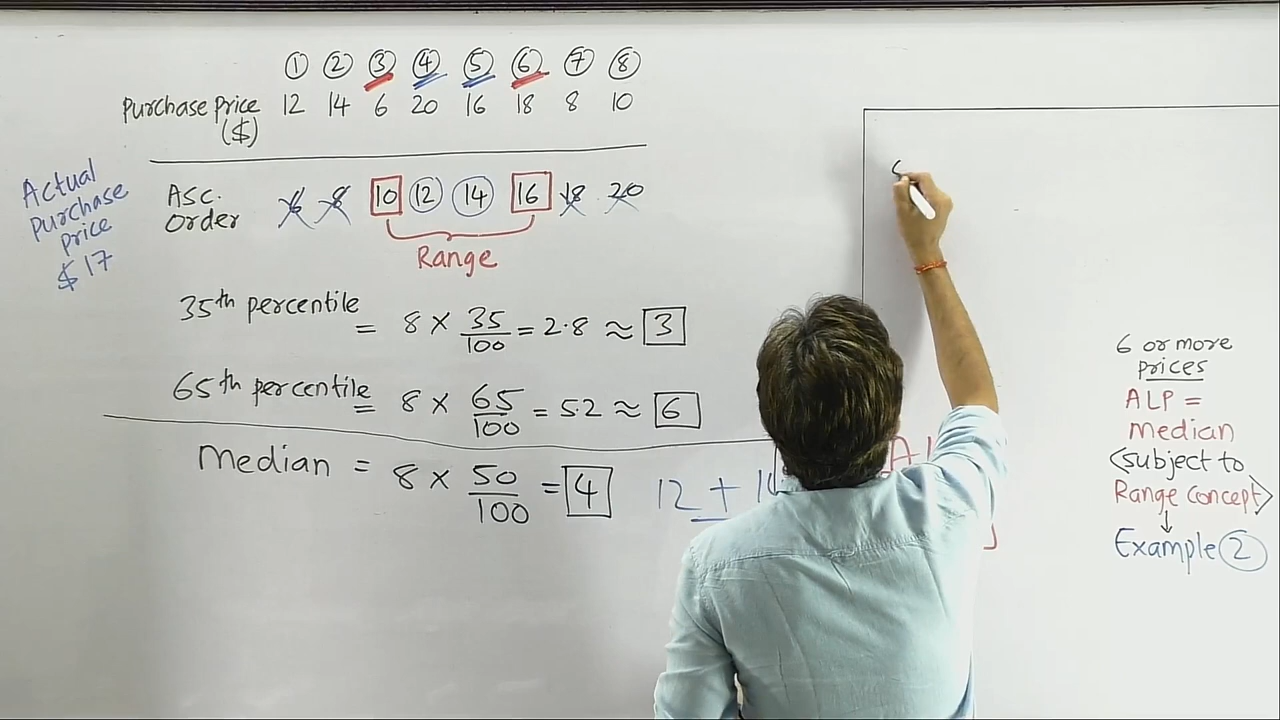 ① ② ③ ④ ⑤ ⑥ ⑦ ⑧
Purchase Price ($) 12 14 6 20 16 18 8 10
Actual Purchase Price $17
Asc. Order 6 8 10 12 14 16 18 20
Range
35th percentile = 8 × 35/100 = 2.8 ≈ 3
65th percentile = 8 × 65/100 = 5.2 ≈ 6
Median = 8 × 50/100 = 4
12 +
6 or more
prices
ALP =
median
<subject to
Range concept>
↓
Example ②